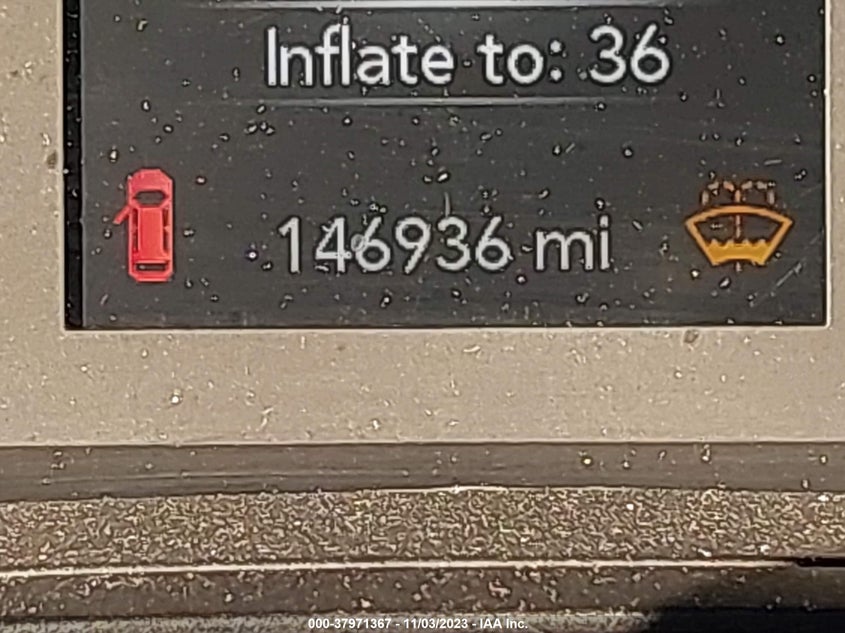 Inflate to: 36
146936 mi
000-37971367 - 11/03/2023 - IAA Inc.